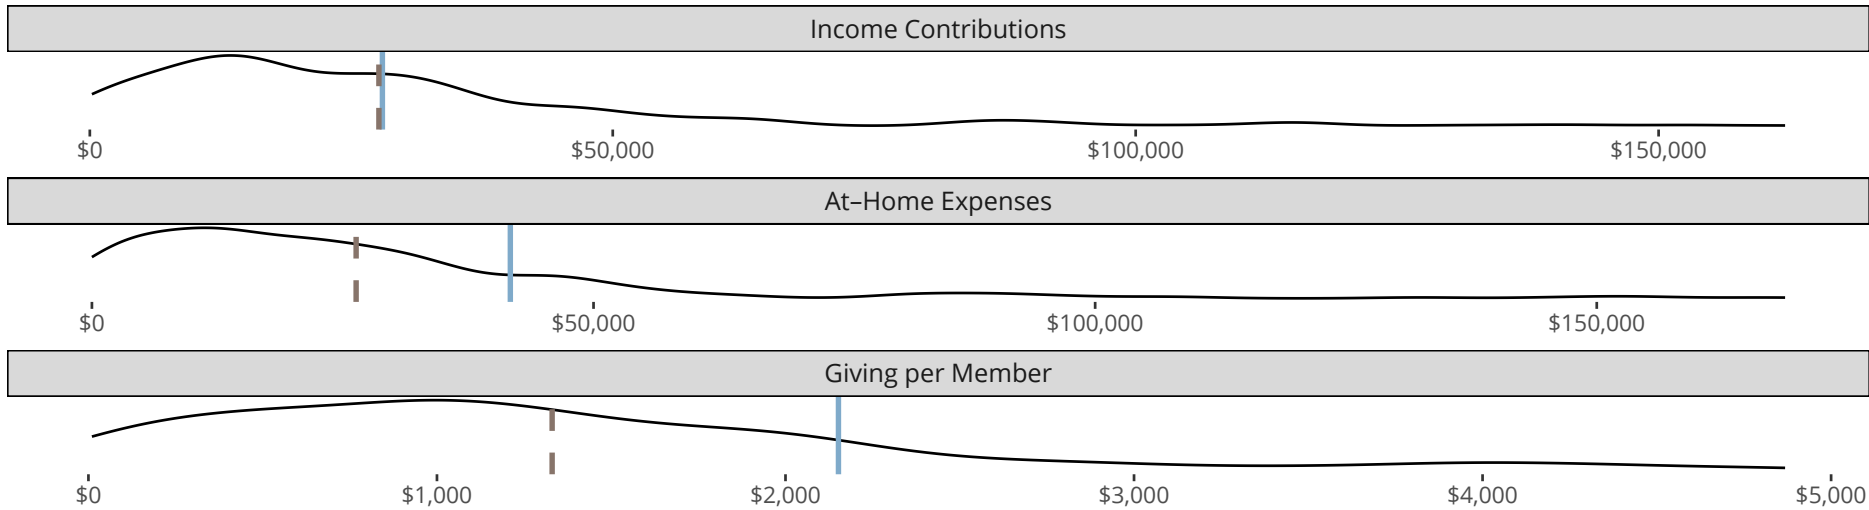 Income Contributions
$0 $50,000 $100,000 $150,000
At–Home Expenses
$0 $50,000 $100,000 $150,000
Giving per Member
$0 $1,000 $2,000 $3,000 $4,000 $5,000